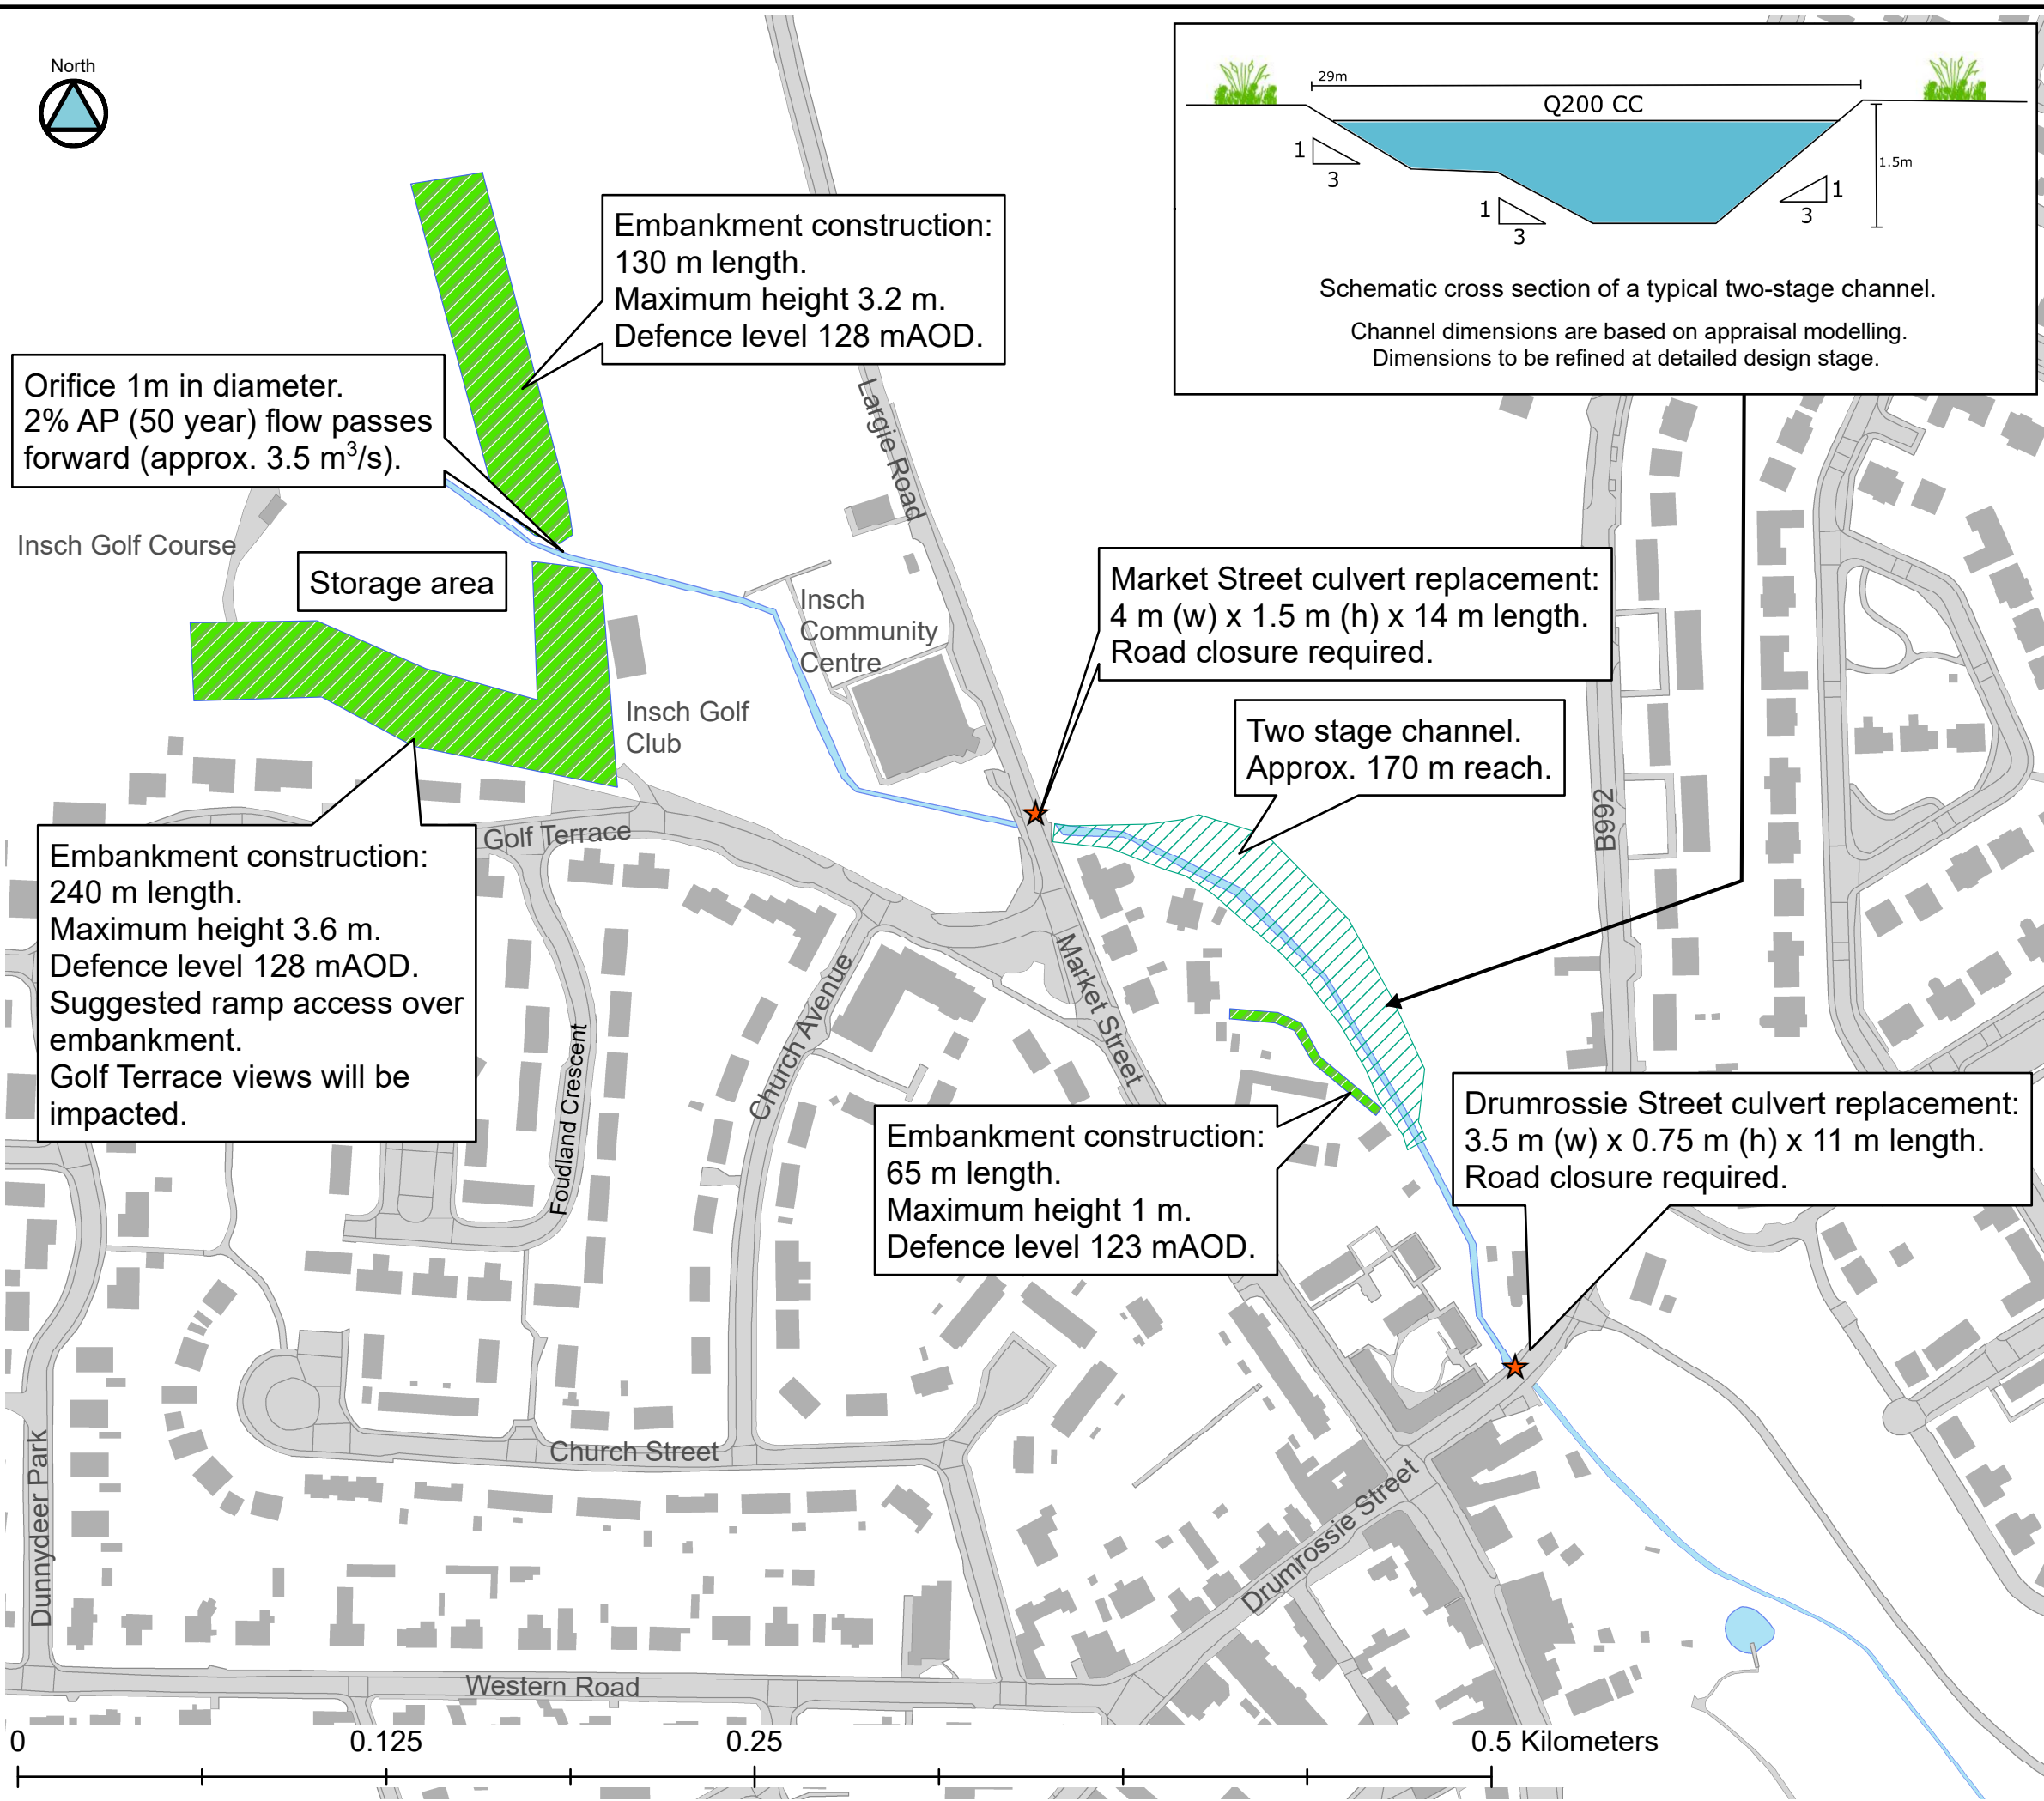 North
29m
Q200 CC
1
3
1
3
1
3
1.5m
Schematic cross section of a typical two-stage channel.
Channel dimensions are based on appraisal modelling.
Dimensions to be refined at detailed design stage.
Embankment construction:
130 m length.
Maximum height 3.2 m.
Defence level 128 mAOD.
Orifice 1m in diameter.
2% AP (50 year) flow passes
forward (approx. 3.5 m³/s).
Largie Road
Insch Golf Course
Storage area
Insch
Community
Centre
Market Street culvert replacement:
4 m (w) x 1.5 m (h) x 14 m length.
Road closure required.
Insch Golf
Club
Two stage channel.
Approx. 170 m reach.
B992
Golf Terrace
Embankment construction:
240 m length.
Maximum height 3.6 m.
Defence level 128 mAOD.
Suggested ramp access over
embankment.
Golf Terrace views will be
impacted.
Foudland Crescent
Church Avenue
Market Street
Embankment construction:
65 m length.
Maximum height 1 m.
Defence level 123 mAOD.
Drumrossie Street culvert replacement:
3.5 m (w) x 0.75 m (h) x 11 m length.
Road closure required.
Dunnydeer Park
Church Street
Drumrossie Street
Western Road
0 0.125 0.25 0.5 Kilometers